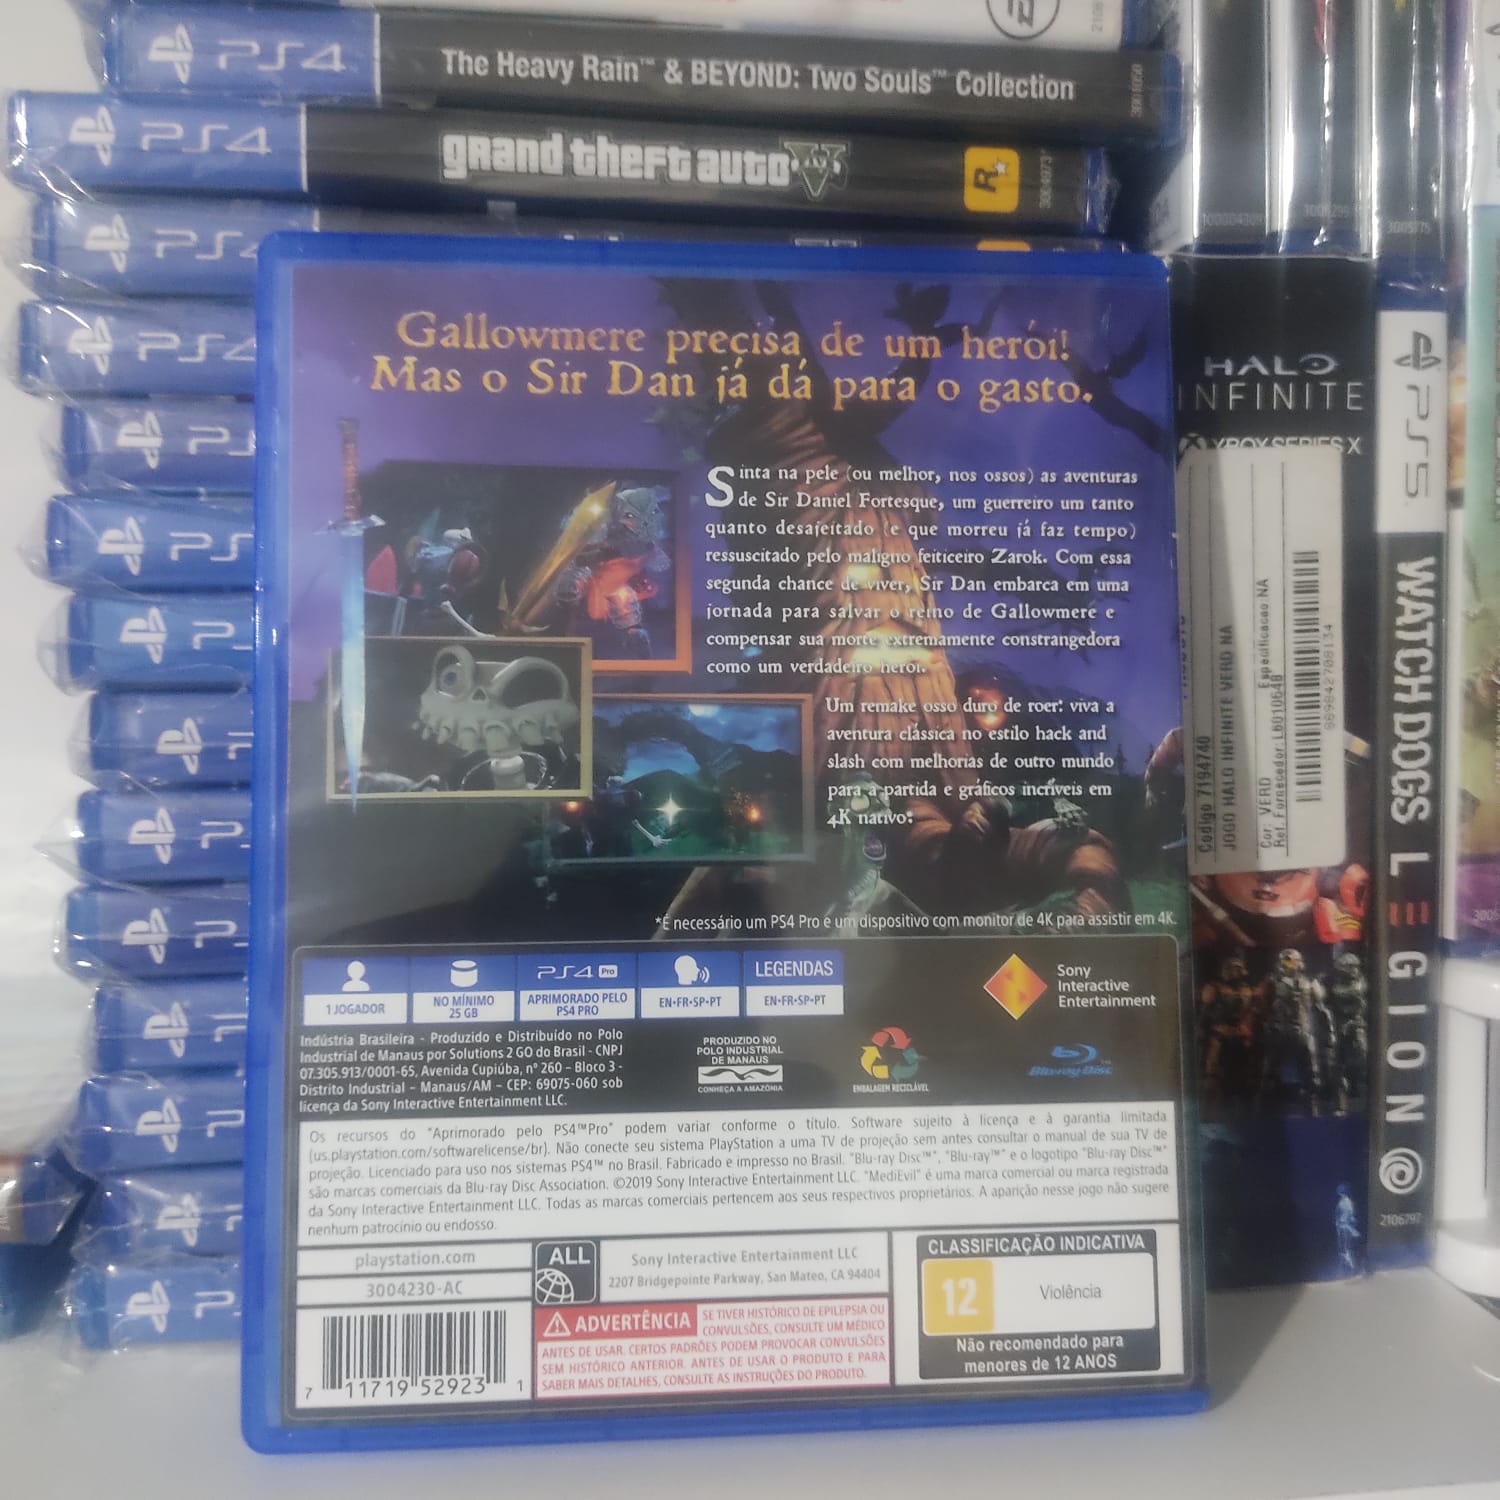 PS4 The Heavy Rain™ & BEYOND: Two Souls™ Collection 3001050
PS4 grand theft auto V R★
PS4
PS4
Gallowmere precisa de um herói!
Mas o Sir Dan já dá para o gasto.
Sinta na pele (ou melhor, nos ossos) as aventuras
de Sir Daniel Fortesque, um guerreiro um tanto
quanto desajeitado (e que morreu já faz tempo)
ressuscitado pelo maligno feiticeiro Zarok. Com essa
segunda chance de viver, Sir Dan embarca em uma
jornada para salvar o reino de Gallowmere e
compensar sua morte extremamente constrangedora
como um verdadeiro herói.
Um remake osso duro de roer: viva a
aventura clássica no estilo hack and
slash com melhorias de outro mundo
para a partida e gráficos incríveis em
4K nativo!
*É necessário um PS4 Pro e um dispositivo com monitor de 4K para assistir em 4K.
1 JOGADOR
NO MÍNIMO
25 GB
PS4 Pro
APRIMORADO PELO
PS4 PRO
EN•FR•SP•PT
LEGENDAS
EN•FR•SP•PT
Sony
Interactive
Entertainment
Indústria Brasileira - Produzido e Distribuído no Polo
Industrial de Manaus por Solutions 2 GO do Brasil - CNPJ
07.305.913/0001-65, Avenida Cupiúba, nº 260 – Bloco 3 -
Distrito Industrial – Manaus/AM – CEP: 69075-060 sob
licença da Sony Interactive Entertainment LLC.
PRODUZIDO NO
POLO INDUSTRIAL
DE MANAUS
CONHEÇA A AMAZÔNIA
EMBALAGEM RECICLÁVEL
Blu-ray Disc™
Os recursos do "Aprimorado pelo PS4™Pro" podem variar conforme o título. Software sujeito à licença e à garantia limitada
(us.playstation.com/softwarelicense/br). Não conecte seu sistema PlayStation a uma TV de projeção sem antes consultar o manual de sua TV de
projeção. Licenciado para uso nos sistemas PS4™ no Brasil. Fabricado e impresso no Brasil. "Blu-ray Disc™", "Blu-ray™" e o logotipo "Blu-ray Disc™"
são marcas comerciais da Blu-ray Disc Association. ©2019 Sony Interactive Entertainment LLC. "MediEvil" é uma marca comercial ou marca registrada
da Sony Interactive Entertainment LLC. Todas as marcas comerciais pertencem aos seus respectivos proprietários. A aparição nesse jogo não sugere
nenhum patrocínio ou endosso.
playstation.com
3004230-AC
7 11719 52923 1
ALL
Sony Interactive Entertainment LLC
2207 Bridgepointe Parkway, San Mateo, CA 94404
ADVERTÊNCIA SE TIVER HISTÓRICO DE EPILEPSIA OU
CONVULSÕES, CONSULTE UM MÉDICO
ANTES DE USAR. CERTOS PADRÕES PODEM PROVOCAR CONVULSÕES
SEM HISTÓRICO ANTERIOR. ANTES DE USAR O PRODUTO E PARA
SABER MAIS DETALHES, CONSULTE AS INSTRUÇÕES DO PRODUTO.
CLASSIFICAÇÃO INDICATIVA
12
Violência
Não recomendado para
menores de 12 ANOS
HALO
INFINITE
XBOX SERIES X
Codigo 7194740
JOGO HALO INFINITE VERD NA
Cor: VERD Especificacao NA
Ref. Fornecedor:L6010648
889842708134
PS5
WATCH DOGS LEGION
2106797